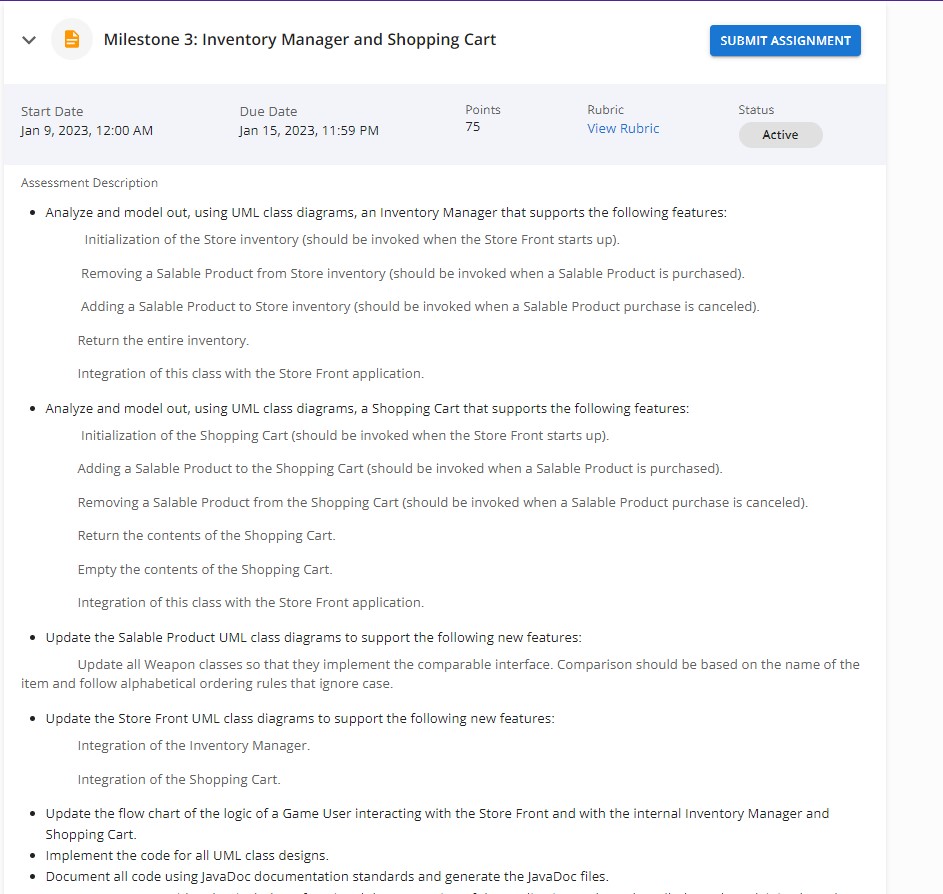 Milestone 3: Inventory Manager and Shopping Cart
SUBMIT ASSIGNMENT
Start Date
Jan 9, 2023, 12:00 AM
Due Date
Jan 15, 2023, 11:59 PM
Points
75
Rubric
View Rubric
Status
Active
Assessment Description
• Analyze and model out, using UML class diagrams, an Inventory Manager that supports the following features:
Initialization of the Store inventory (should be invoked when the Store Front starts up).
Removing a Salable Product from Store inventory (should be invoked when a Salable Product is purchased).
Adding a Salable Product to Store inventory (should be invoked when a Salable Product purchase is canceled).
Return the entire inventory.
Integration of this class with the Store Front application.
• Analyze and model out, using UML class diagrams, a Shopping Cart that supports the following features:
Initialization of the Shopping Cart (should be invoked when the Store Front starts up).
Adding a Salable Product to the Shopping Cart (should be invoked when a Salable Product is purchased).
Removing a Salable Product from the Shopping Cart (should be invoked when a Salable Product purchase is canceled).
Return the contents of the Shopping Cart.
Empty the contents of the Shopping Cart.
Integration of this class with the Store Front application.
• Update the Salable Product UML class diagrams to support the following new features:
Update all Weapon classes so that they implement the comparable interface. Comparison should be based on the name of the
item and follow alphabetical ordering rules that ignore case.
• Update the Store Front UML class diagrams to support the following new features:
Integration of the Inventory Manager.
Integration of the Shopping Cart.
• Update the flow chart of the logic of a Game User interacting with the Store Front and with the internal Inventory Manager and
Shopping Cart.
• Implement the code for all UML class designs.
• Document all code using JavaDoc documentation standards and generate the JavaDoc files.